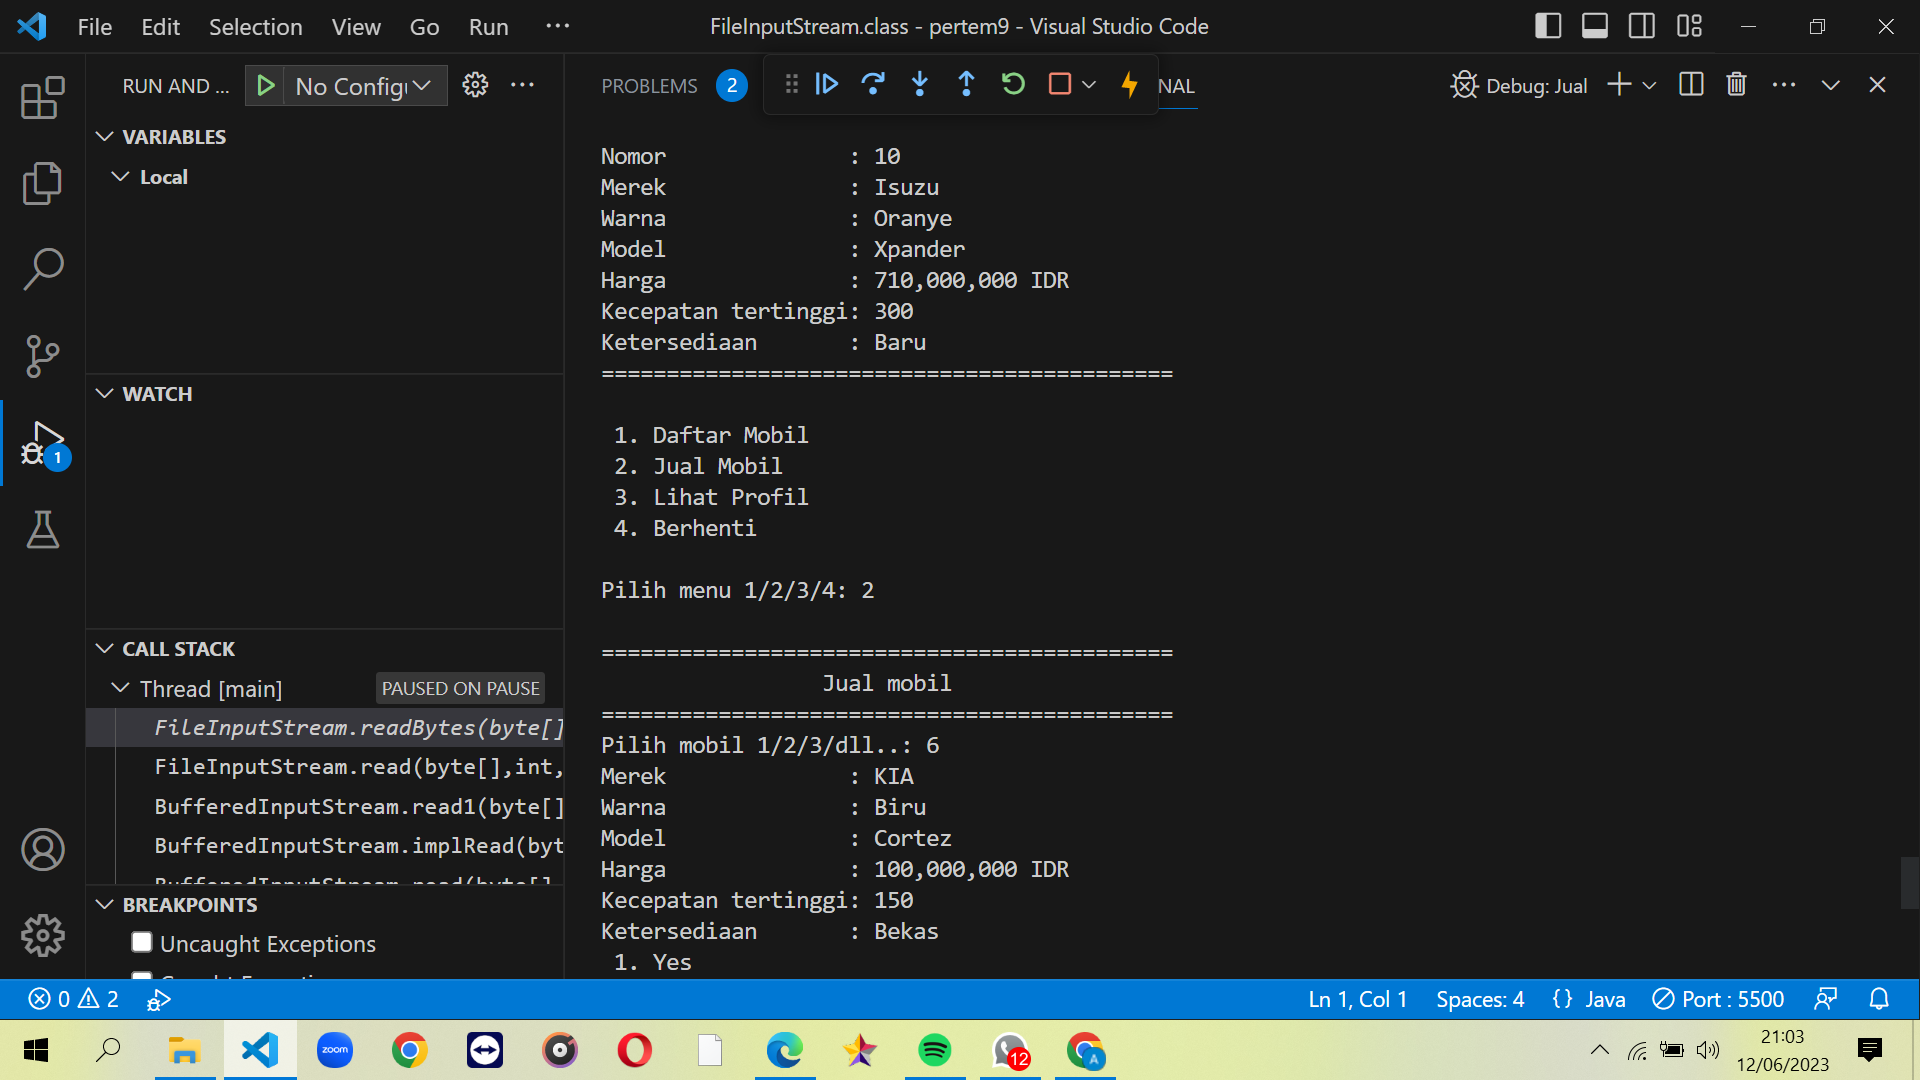 File Edit Selection View Go Run ··· FileInputStream.class - pertem9 - Visual Studio Code
RUN AND ... No Config
VARIABLES
Local
WATCH
CALL STACK
Thread [main] PAUSED ON PAUSE
FileInputStream.readBytes(byte[]
FileInputStream.read(byte[],int,
BufferedInputStream.read1(byte[]
BufferedInputStream.implRead(byt
BufferedInputStream.read(byte[]
BREAKPOINTS
Uncaught Exceptions
1
PROBLEMS 2 NAL Debug: Jual
Nomor : 10
Merek : Isuzu
Warna : Oranye
Model : Xpander
Harga : 710,000,000 IDR
Kecepatan tertinggi: 300
Ketersediaan : Baru
============================================
1. Daftar Mobil
2. Jual Mobil
3. Lihat Profil
4. Berhenti
Pilih menu 1/2/3/4: 2
============================================
Jual mobil
============================================
Pilih mobil 1/2/3/dll..: 6
Merek : KIA
Warna : Biru
Model : Cortez
Harga : 100,000,000 IDR
Kecepatan tertinggi: 150
Ketersediaan : Bekas
1. Yes
0 2 Ln 1, Col 1 Spaces: 4 {} Java Port : 5500
zoom 12 A 21:03
12/06/2023